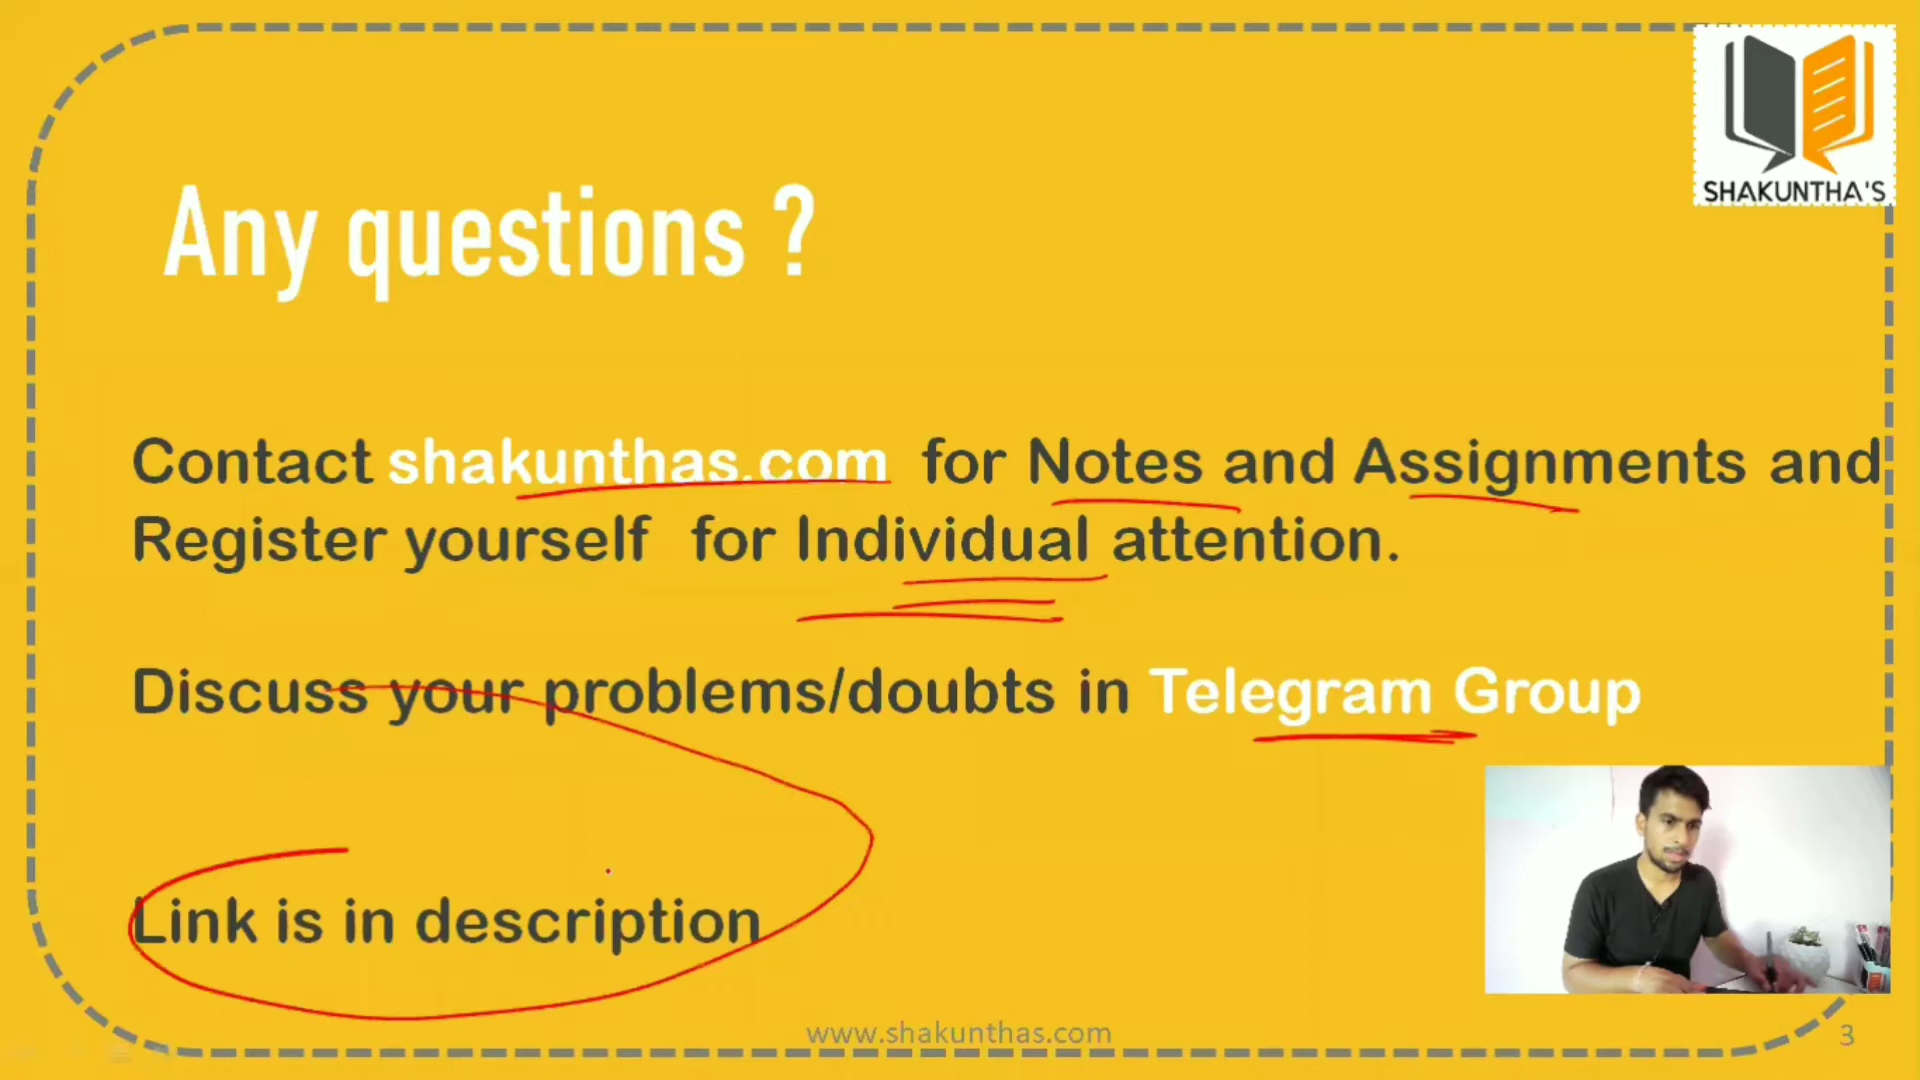 SHAKUNTHA'S
Any questions ?
Contact shakunthas.com for Notes and Assignments and
Register yourself for Individual attention.
Discuss your problems/doubts in Telegram Group
Link is in description
www.shakunthas.com
3